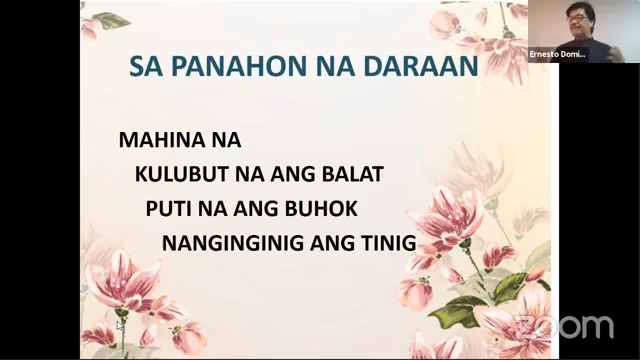 SA PANAHON NA DARAAN
MAHINA NA
KULUBUT NA ANG BALAT
PUTI NA ANG BUHOK
NANGINGINIG ANG TINIG
Ernesto Domi...
zoom